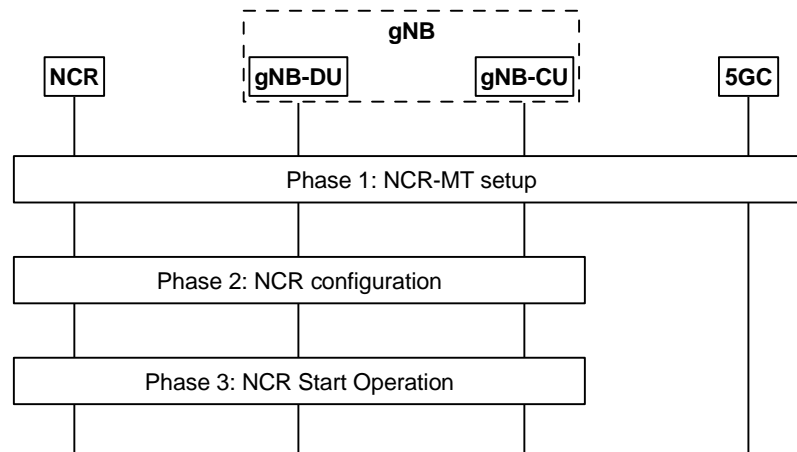 gNB
NCR
gNB-DU
gNB-CU
5GC
Phase 1: NCR-MT setup
Phase 2: NCR configuration
Phase 3: NCR Start Operation